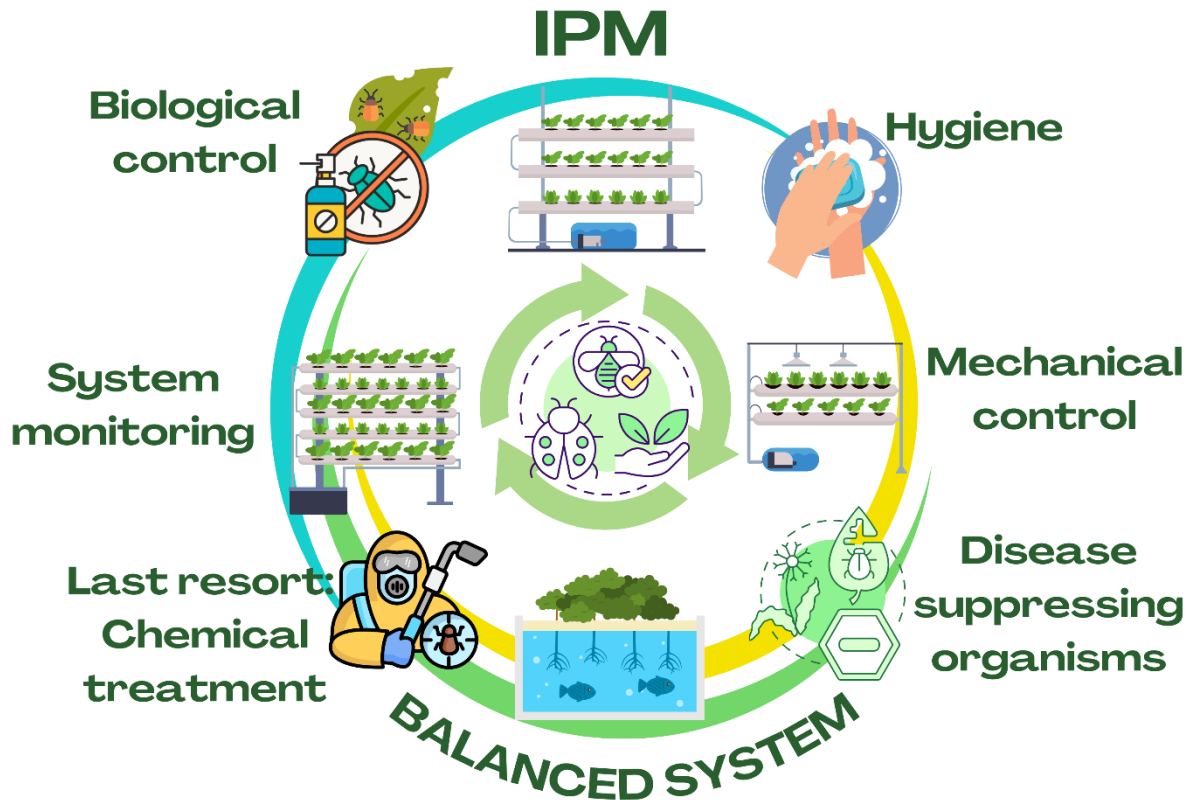 IPM
Biological
control
Hygiene
System
monitoring
Mechanical
control
Last resort:
Chemical
treatment
Disease
suppressing
organisms
BALANCED SYSTEM